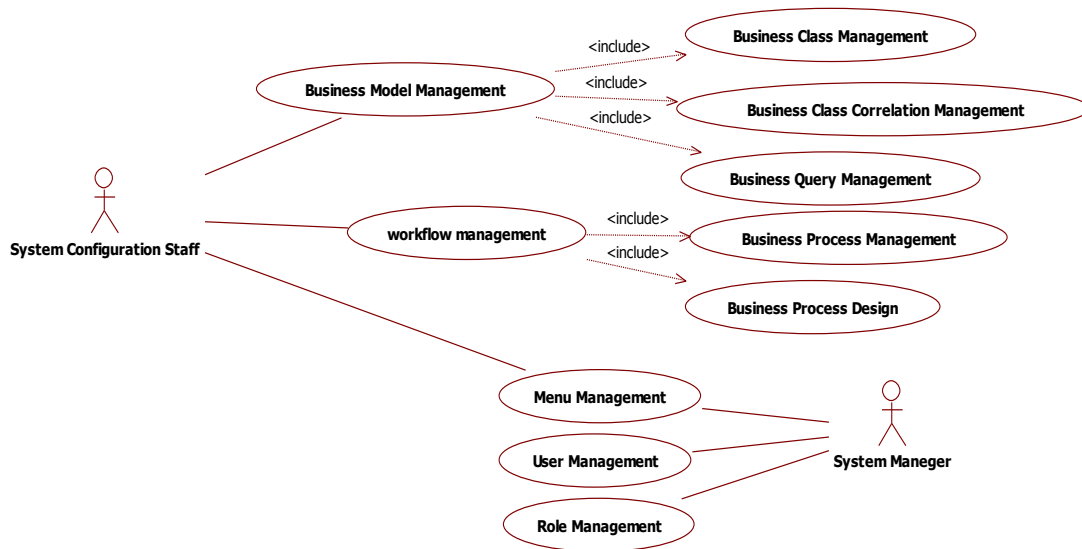 Business Class Management
<include>
Business Model Management
<include>
Business Class Correlation Management
<include>
Business Query Management
System Configuration Staff
workflow management
<include>
Business Process Management
<include>
Business Process Design
Menu Management
User Management
System Maneger
Role Management